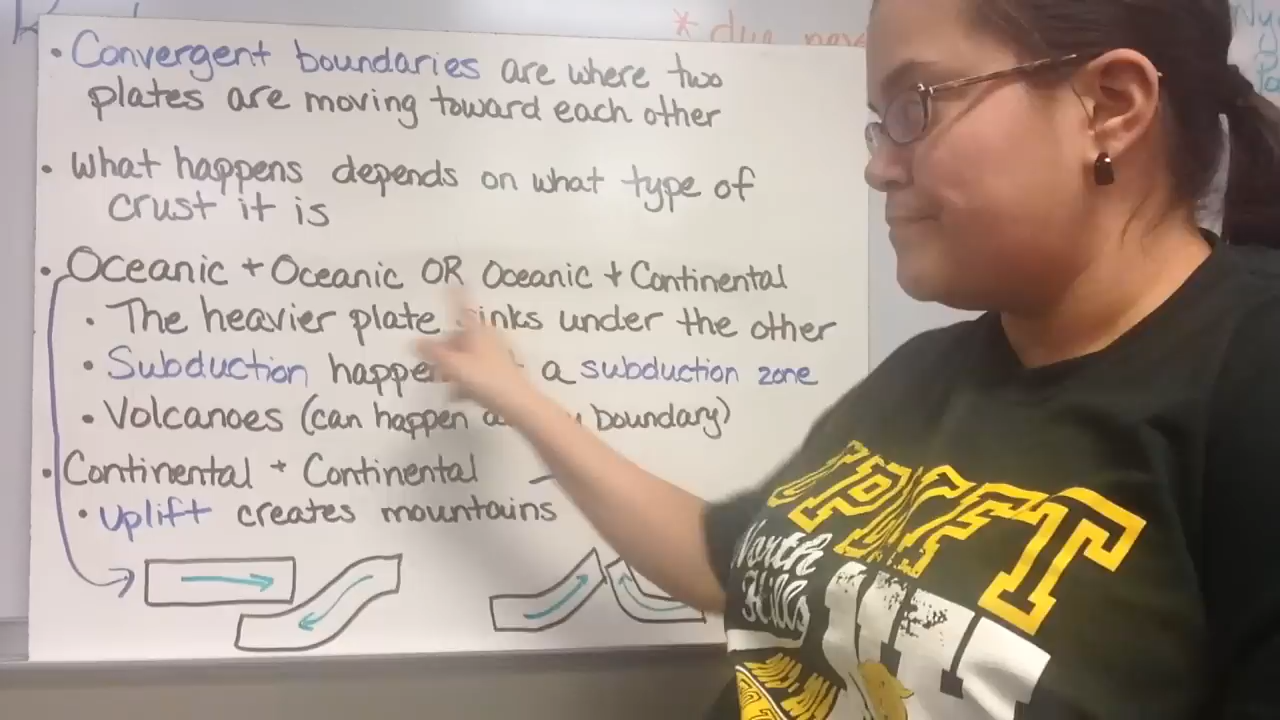 * due
• Convergent boundaries are where two
plates are moving toward each other
• What happens depends on what type of
crust it is
• Oceanic + Oceanic OR Oceanic + Continental
• The heavier plate sinks under the other
• Subduction happen a subduction zone
• Volcanoes (can happen boundary)
• Continental + Continental
• Uplift creates mountains
UPLIFT
North
Hills